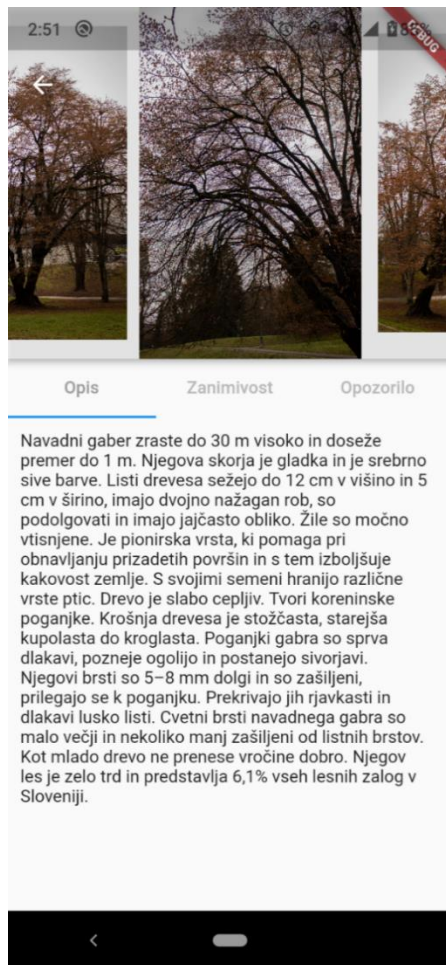 2:51
DEBUG
Opis Zanimivost Opozorilo
Navadni gaber zraste do 30 m visoko in doseže
premer do 1 m. Njegova skorja je gladka in je srebrno
sive barve. Listi drevesa sežejo do 12 cm v višino in 5
cm v širino, imajo dvojno nažagan rob, so
podolgovati in imajo jajčasto obliko. Žile so močno
vtisnjene. Je pionirska vrsta, ki pomaga pri
obnavljanju prizadetih površin in s tem izboljšuje
kakovost zemlje. S svojimi semeni hranijo različne
vrste ptic. Drevo je slabo cepljiv. Tvori koreninske
poganjke. Krošnja drevesa je stožčasta, starejša
kupolasta do kroglasta. Poganjki gabra so sprva
dlakavi, pozneje ogolijo in postanejo sivorjavi.
Njegovi brsti so 5–8 mm dolgi in so zašiljeni,
prilegajo se k poganjku. Prekrivajo jih rjavkasti in
dlakavi lusko listi. Cvetni brsti navadnega gabra so
malo večji in nekoliko manj zašiljeni od listnih brstov.
Kot mlado drevo ne prenese vročine dobro. Njegov
les je zelo trd in predstavlja 6,1% vseh lesnih zalog v
Sloveniji.